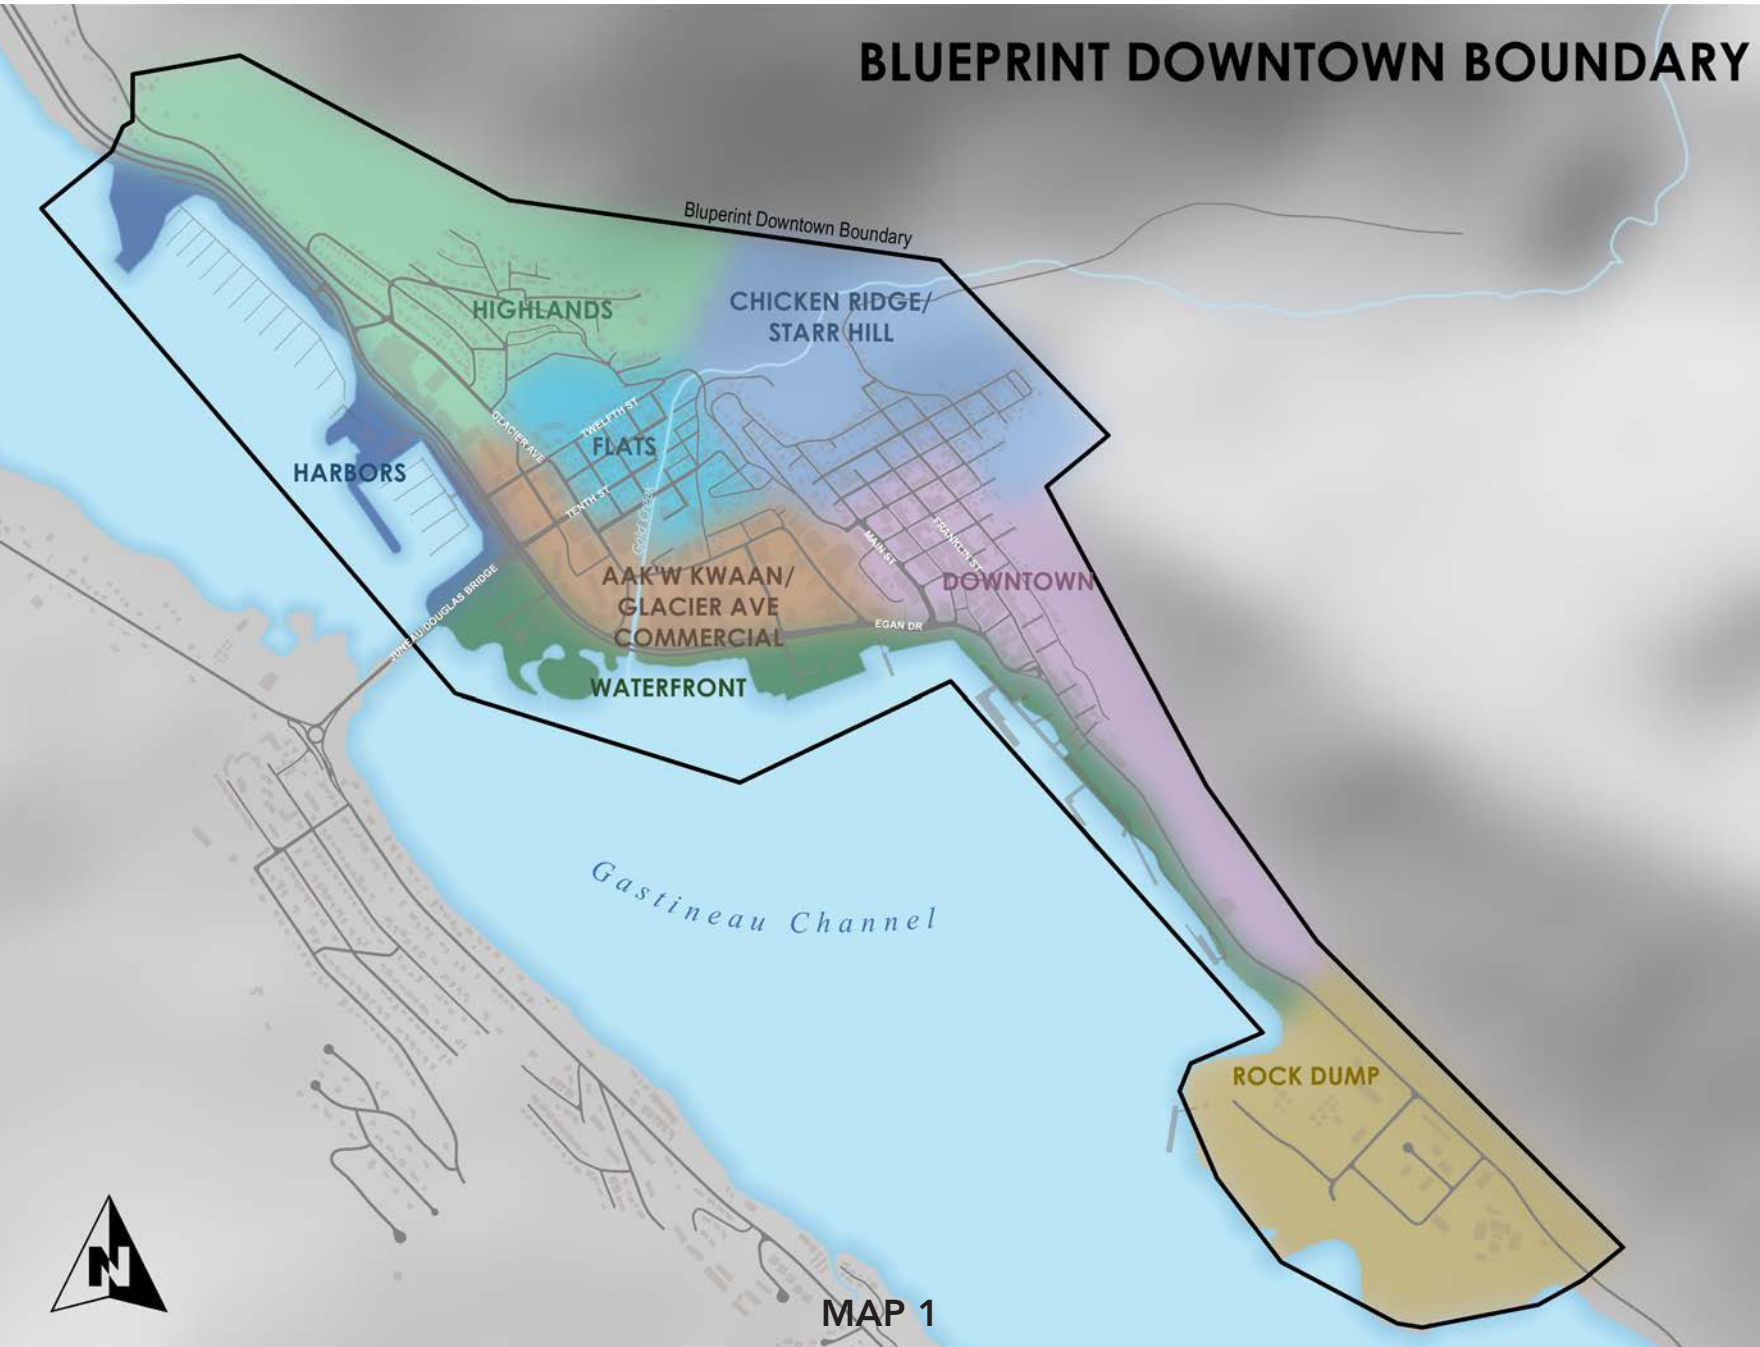 BLUEPRINT DOWNTOWN BOUNDARY
Bluperint Downtown Boundary
HIGHLANDS
CHICKEN RIDGE/
STARR HILL
GLACIER AVE
TWELFTH ST
FLATS
HARBORS
TENTH ST
Gold Creek
MAIN ST
FRANKLIN ST
DOWNTOWN
AAK'W KWAAN/
GLACIER AVE
COMMERCIAL
JUNEAU/DOUGLAS BRIDGE
EGAN DR
WATERFRONT
Gastineau Channel
ROCK DUMP
N
MAP 1